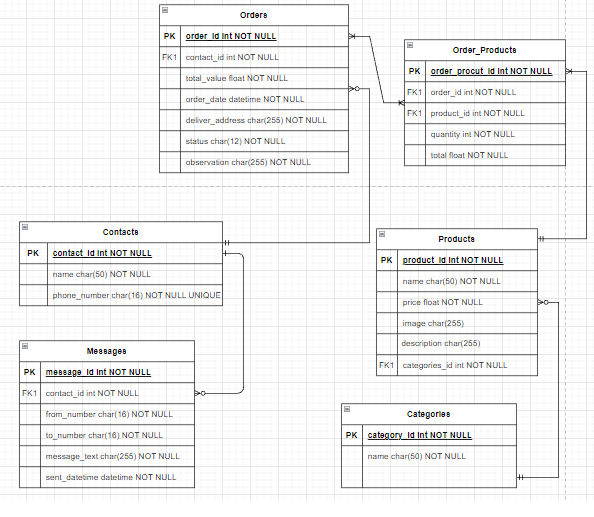 Orders
PK order_id int NOT NULL
FK1 contact_id int NOT NULL
total_value float NOT NULL
order_date datetime NOT NULL
deliver_address char(255) NOT NULL
status char(12) NOT NULL
observation char(255) NOT NULL
Order_Products
PK order_procut_id int NOT NULL
FK1 order_id int NOT NULL
FK1 product_id int NOT NULL
quantity int NOT NULL
total float NOT NULL
Contacts
PK contact_id int NOT NULL
name char(50) NOT NULL
phone_number char(16) NOT NULL UNIQUE
Products
PK product_id int NOT NULL
name char(50) NOT NULL
price float NOT NULL
image char(255)
description char(255)
FK1 categories_id int NOT NULL
Messages
PK message_id int NOT NULL
FK1 contact_id int NOT NULL
from_number char(16) NOT NULL
to_number char(16) NOT NULL
message_text char(255) NOT NULL
sent_datetime datetime NOT NULL
Categories
PK category_id int NOT NULL
name char(50) NOT NULL